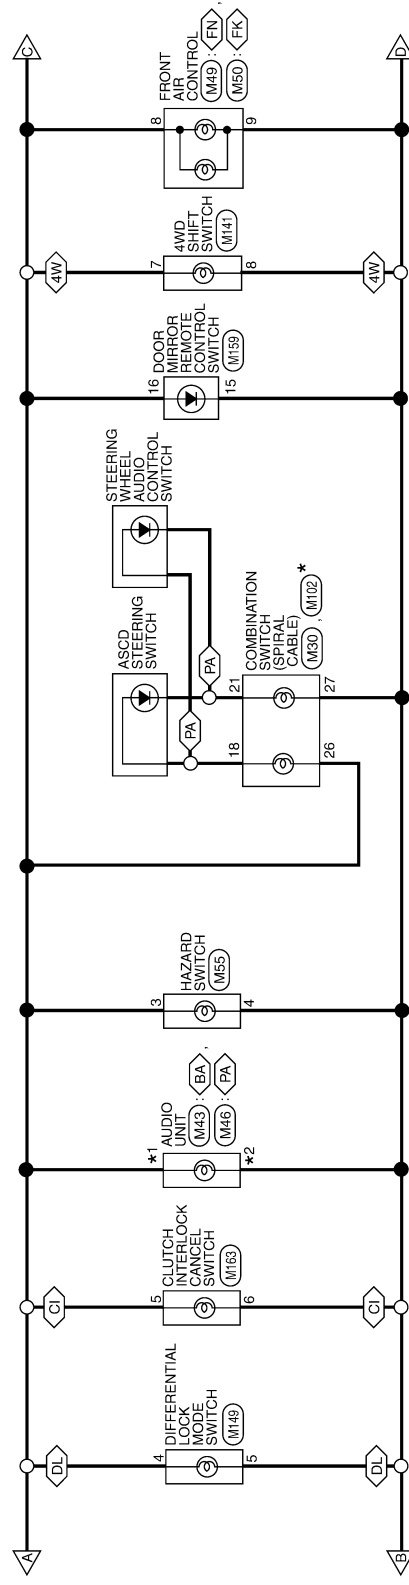 A
B
DL
DL
4
5
DIFFERENTIAL
LOCK
MODE
SWITCH
M149
CI
CI
5
6
CLUTCH
INTERLOCK
CANCEL
SWITCH
M163
*1
*2
AUDIO
UNIT
M43 : BA ,
M46 : PA
3
4
HAZARD
SWITCH
M55
ASCD
STEERING
SWITCH
PA
PA
18
21
26
27
COMBINATION
SWITCH
(SPIRAL
CABLE)
M30 , M102 *
STEERING
WHEEL
AUDIO
CONTROL
SWITCH
16
15
DOOR
MIRROR
REMOTE
CONTROL
SWITCH
M159
4W
4W
7
8
4WD
SHIFT
SWITCH
M141
8
9
FRONT
AIR
CONTROL
M49 : FN ,
M50 : FK
C
D